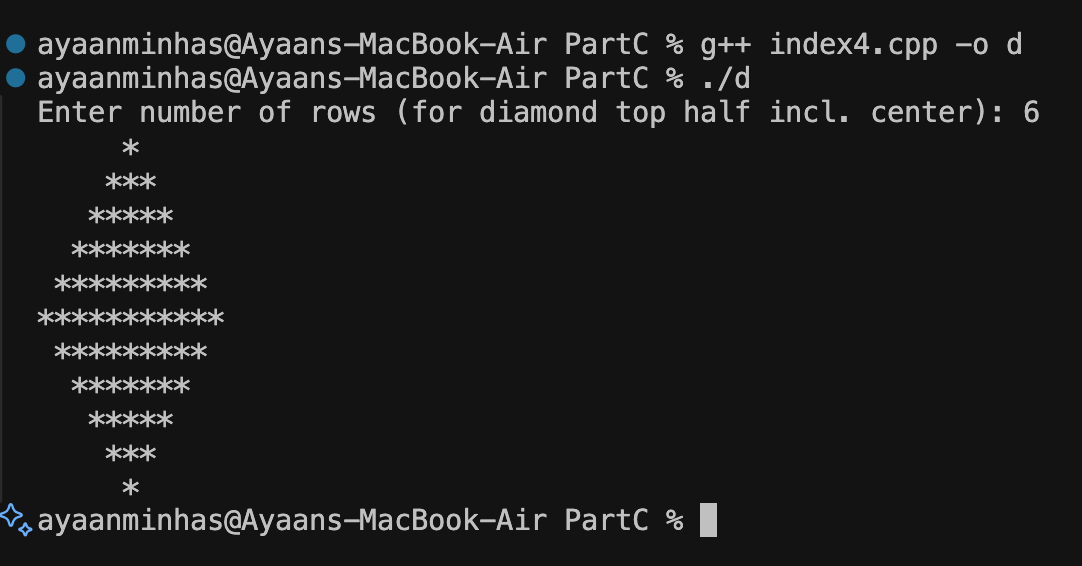 ayaanminhas@Ayaans-MacBook-Air PartC % g++ index4.cpp -o d
ayaanminhas@Ayaans-MacBook-Air PartC % ./d
Enter number of rows (for diamond top half incl. center): 6
     *
    ***
   *****
  *******
 *********
***********
 *********
  *******
   *****
    ***
     *
ayaanminhas@Ayaans-MacBook-Air PartC %